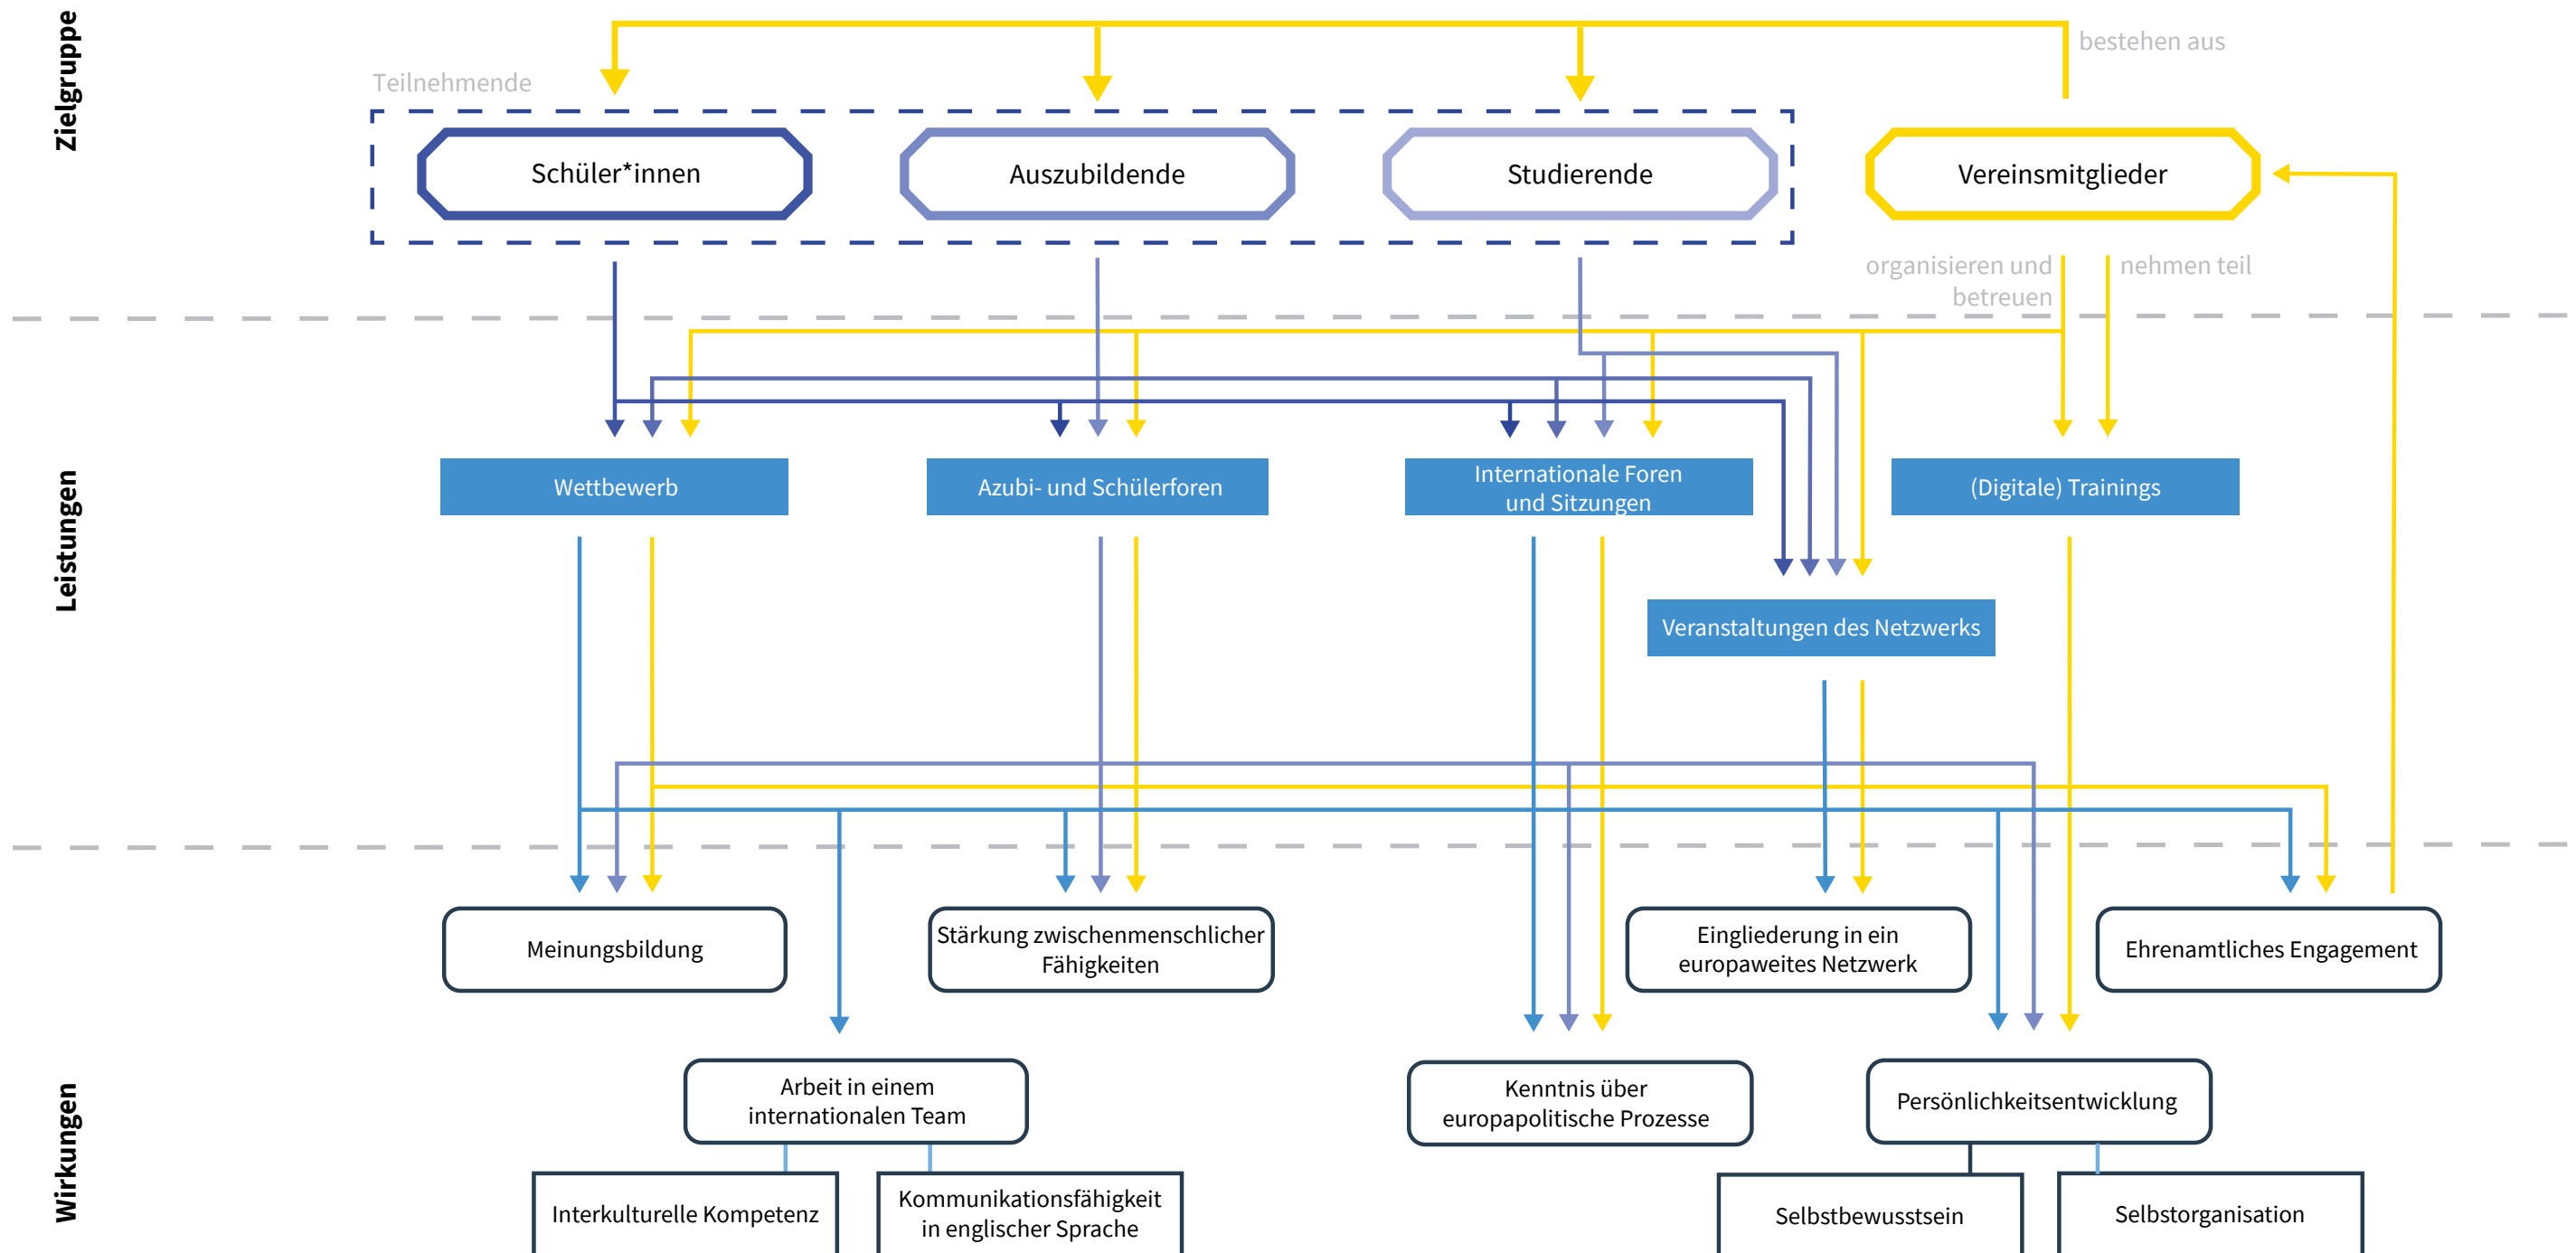 Zielgruppe
bestehen aus
Teilnehmende
Schüler*innen
Auszubildende
Studierende
Vereinsmitglieder
organisieren und
betreuen
nehmen teil
Leistungen
Wettbewerb
Azubi- und Schülerforen
Internationale Foren
und Sitzungen
(Digitale) Trainings
Veranstaltungen des Netzwerks
Wirkungen
Meinungsbildung
Stärkung zwischenmenschlicher
Fähigkeiten
Eingliederung in ein
europaweites Netzwerk
Ehrenamtliches Engagement
Arbeit in einem
internationalen Team
Kenntnis über
europapolitische Prozesse
Persönlichkeitsentwicklung
Interkulturelle Kompetenz
Kommunikationsfähigkeit
in englischer Sprache
Selbstbewusstsein
Selbstorganisation